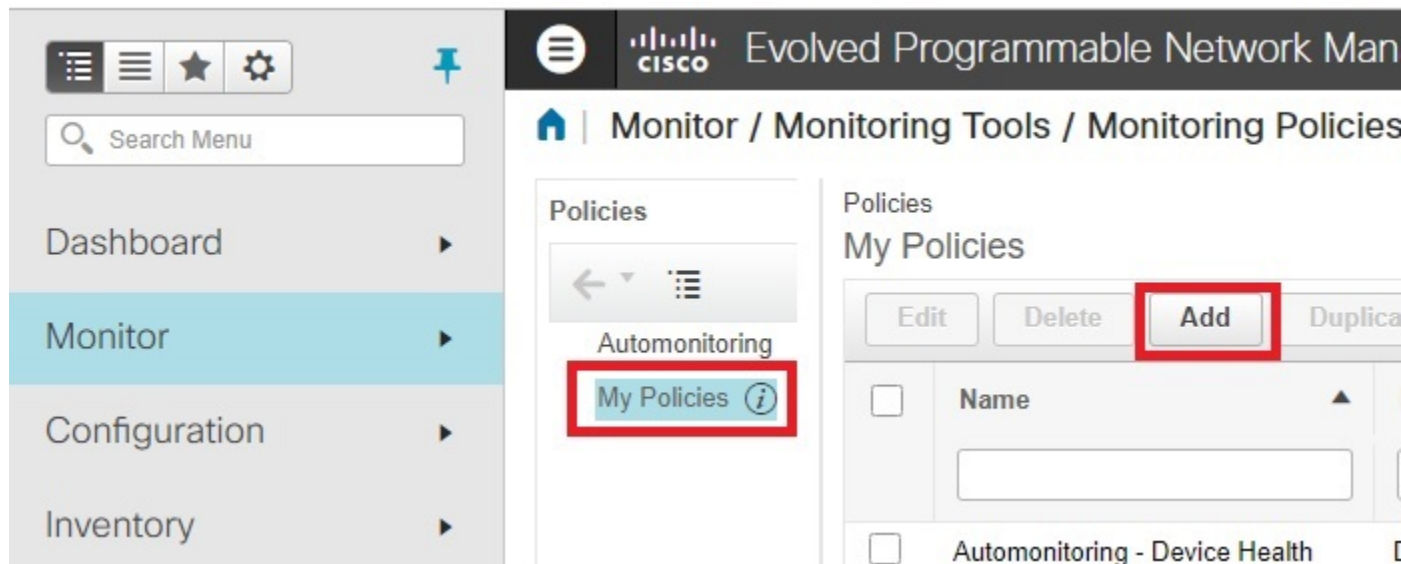 Search Menu
Dashboard
Monitor
Configuration
Inventory
CISCO Evolved Programmable Network Man
Monitor / Monitoring Tools / Monitoring Policies
Policies
Automonitoring
My Policies
Policies
My Policies
Edit Delete Add Duplica
Name
Automonitoring - Device Health